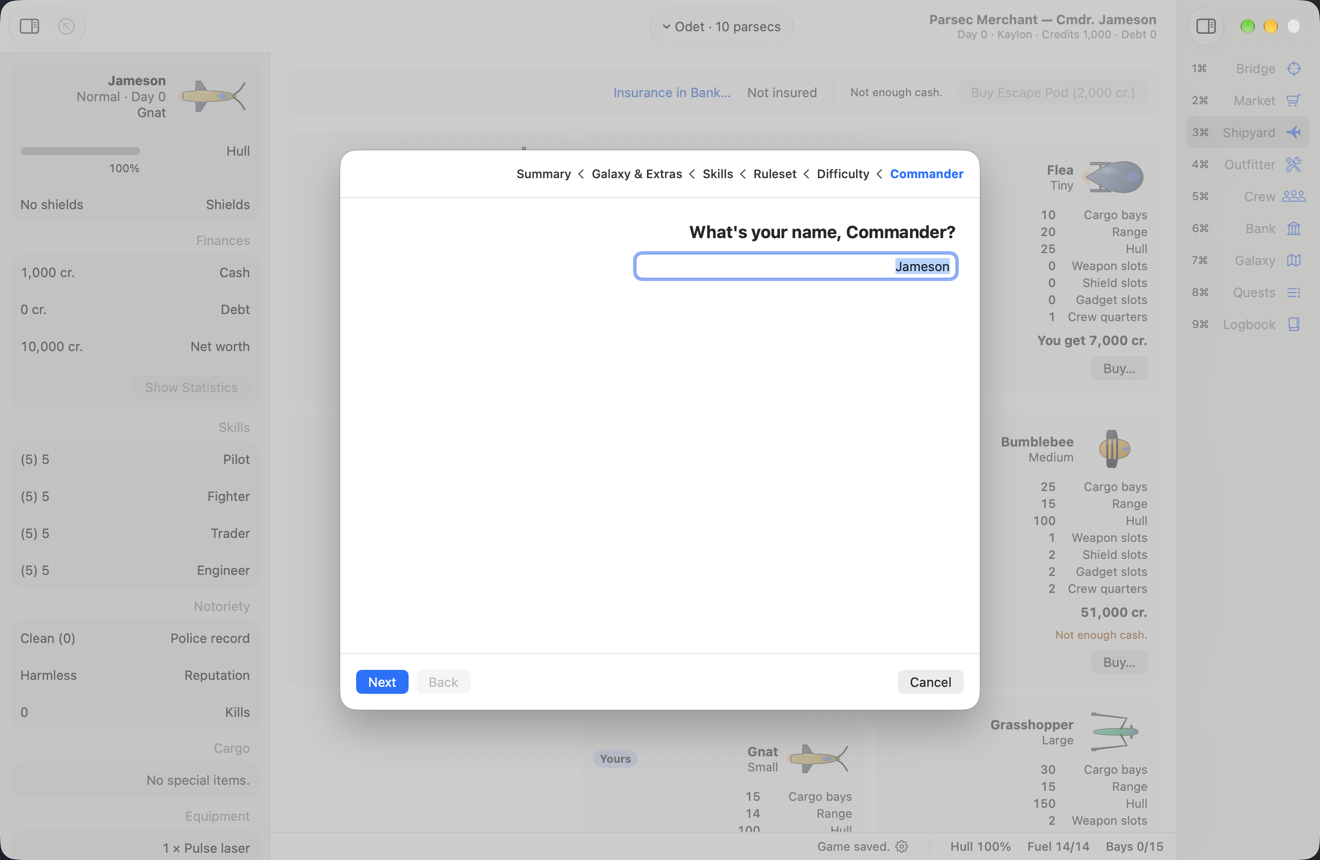 Odet · 10 parsecs
Parsec Merchant — Cmdr. Jameson
Day 0 · Kaylon · Credits 1,000 · Debt 0
1⌘ Bridge
2⌘ Market
3⌘ Shipyard
4⌘ Outfitter
5⌘ Crew
6⌘ Bank
7⌘ Galaxy
8⌘ Quests
9⌘ Logbook
Jameson
Normal · Day 0
Gnat
Hull
100%
No shields Shields
Finances
1,000 cr. Cash
0 cr. Debt
10,000 cr. Net worth
Show Statistics
Skills
(5) 5 Pilot
(5) 5 Fighter
(5) 5 Trader
(5) 5 Engineer
Notoriety
Clean (0) Police record
Harmless Reputation
0 Kills
Cargo
No special items.
Equipment
1 × Pulse laser
Insurance in Bank... Not insured Not enough cash. Buy Escape Pod (2,000 cr.)
Summary Galaxy & Extras Skills Ruleset Difficulty Commander
What's your name, Commander?
Jameson
Next Back Cancel
Flea
Tiny
10 Cargo bays
20 Range
25 Hull
0 Weapon slots
0 Shield slots
0 Gadget slots
1 Crew quarters
You get 7,000 cr.
Buy...
Bumblebee
Medium
25 Cargo bays
15 Range
100 Hull
1 Weapon slots
2 Shield slots
2 Gadget slots
2 Crew quarters
51,000 cr.
Not enough cash.
Buy...
Yours
Gnat
Small
15 Cargo bays
14 Range
100 Hull
Grasshopper
Large
30 Cargo bays
15 Range
150 Hull
2 Weapon slots
Game saved. Hull 100% Fuel 14/14 Bays 0/15